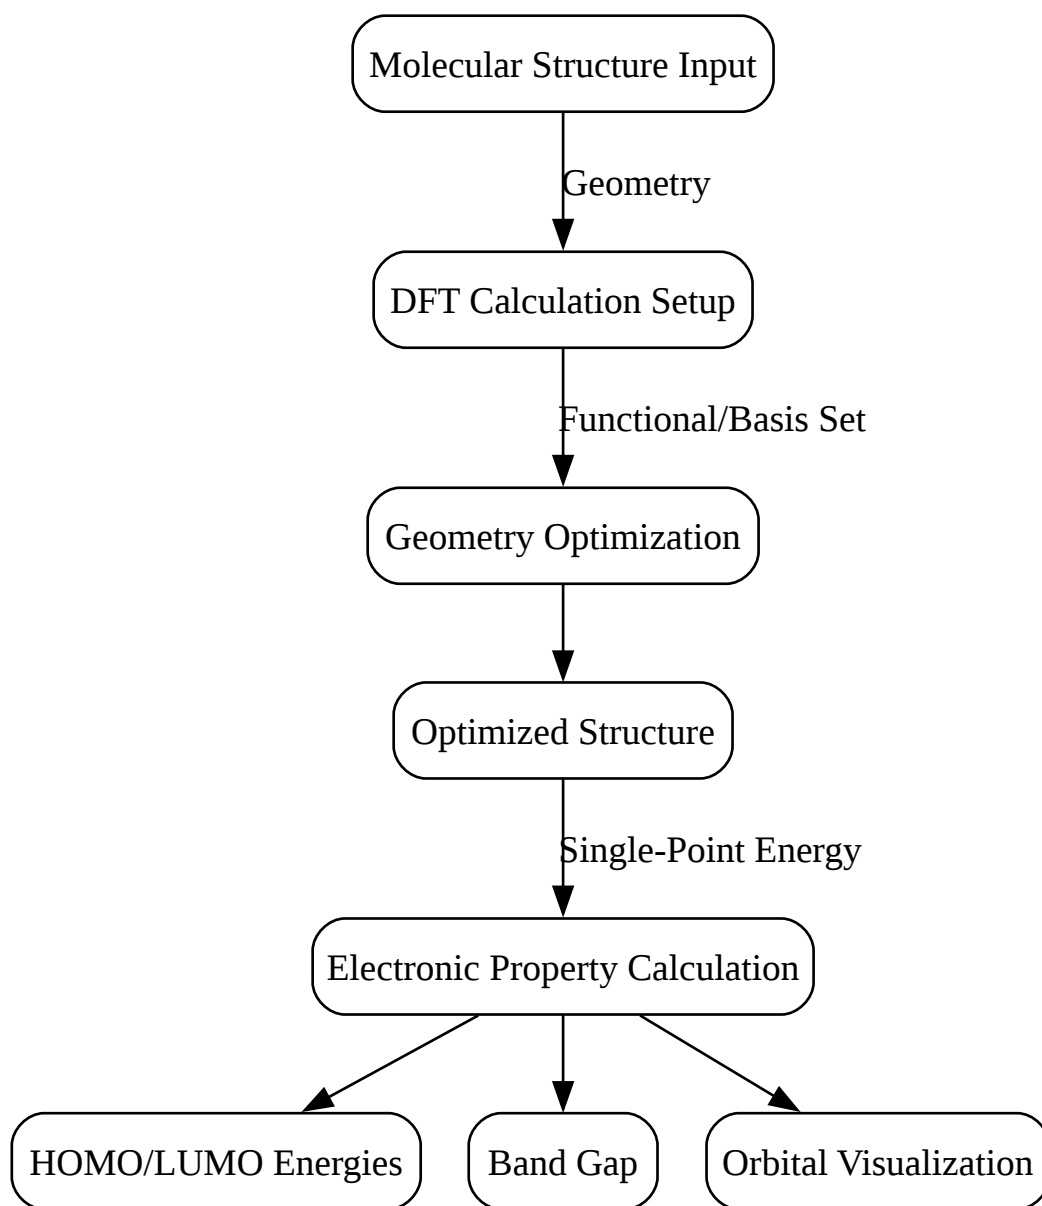 Molecular Structure Input
Geometry
DFT Calculation Setup
Functional/Basis Set
Geometry Optimization
Optimized Structure
Single-Point Energy
Electronic Property Calculation
HOMO/LUMO Energies
Band Gap
Orbital Visualization